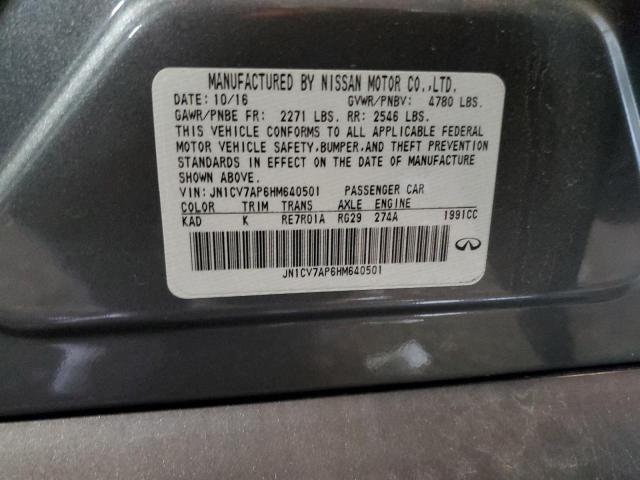 MANUFACTURED BY NISSAN MOTOR CO.,LTD.
DATE: 10/16 GVWR/PNBV: 4780 LBS.
GAWR/PNBE FR: 2271 LBS. RR: 2546 LBS.
THIS VEHICLE CONFORMS TO ALL APPLICABLE FEDERAL
MOTOR VEHICLE SAFETY,BUMPER,AND THEFT PREVENTION
STANDARDS IN EFFECT ON THE DATE OF MANUFACTURE
SHOWN ABOVE.
VIN: JN1CV7AP6HM640501 PASSENGER CAR
COLOR TRIM TRANS AXLE ENGINE
KAD K RE7R01A RG29 274A 1991CC
JN1CV7AP6HM640501